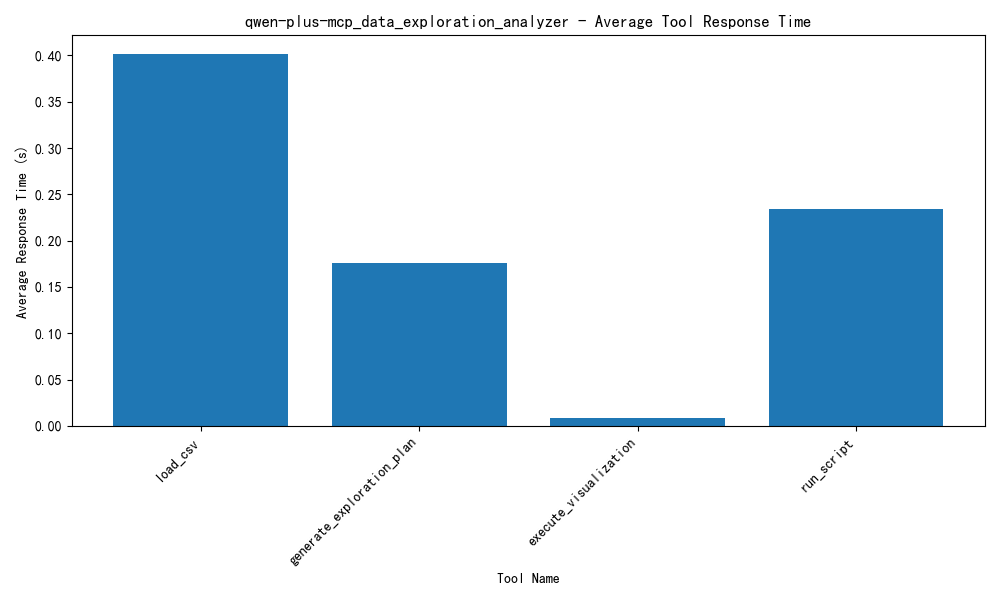 qwen-plus-mcp_data_exploration_analyzer - Average Tool Response Time
Average Response Time (s)
0.40
0.35
0.30
0.25
0.20
0.15
0.10
0.05
0.00
load_csv
generate_exploration_plan
execute_visualization
run_script
Tool Name